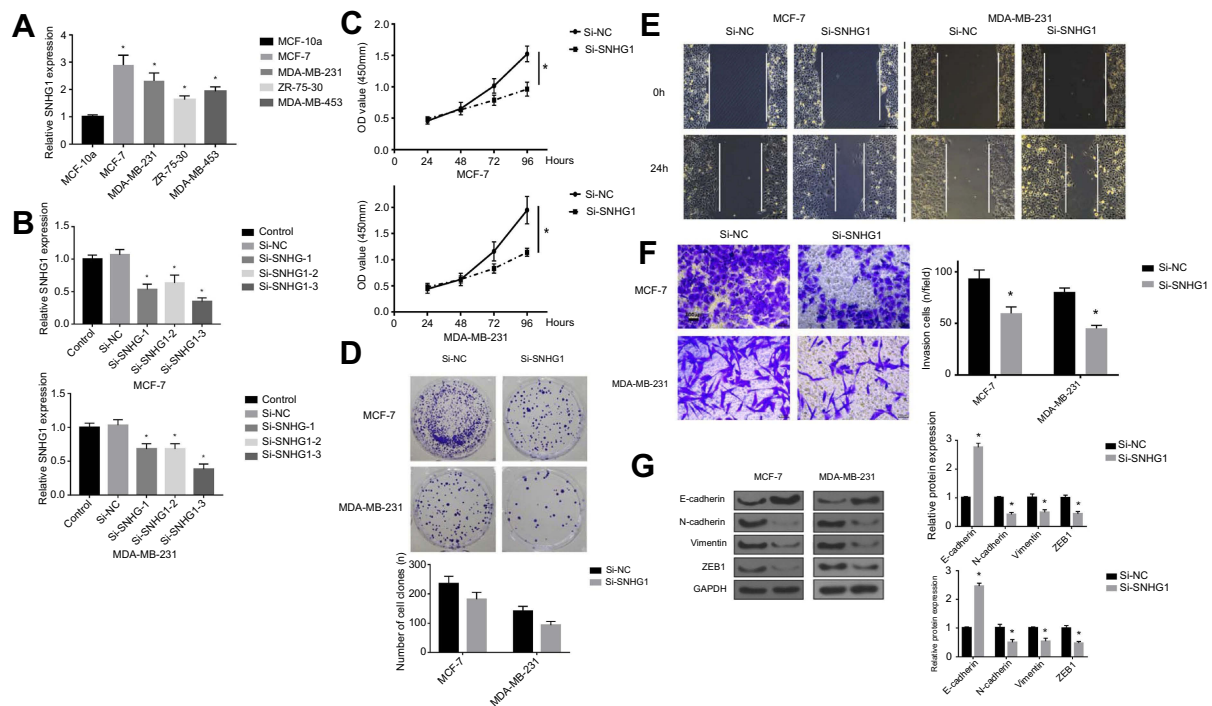 A
Relative SNHG1 expression
4
3
2
1
0
*
*
*
*
MCF-10a
MCF-7
MDA-MB-231
ZR-75-30
MDA-MB-453
MCF-10a
MCF-7
MDA-MB-231
ZR-75-30
MDA-MB-453
B
Relative SNHG1 expression
1.5
1.0
0.5
0.0
*
*
*
Control
Si-NC
Si-SNHG-1
Si-SNHG1-2
Si-SNHG1-3
Control
Si-NC
Si-SNHG-1
Si-SNHG1-2
Si-SNHG1-3
MCF-7
Relative SNHG1 expression
1.5
1.0
0.5
0.0
*
*
*
Control
Si-NC
Si-SNHG-1
Si-SNHG1-2
Si-SNHG1-3
Control
Si-NC
Si-SNHG-1
Si-SNHG1-2
Si-SNHG1-3
MDA-MB-231
C
OD value (450mm)
2.0
1.5
1.0
0.5
0.0
Si-NC
Si-SNHG1
*
0 24 48 72 96 Hours
MCF-7
OD value (450mm)
2.5
2.0
1.5
1.0
0.5
0.0
Si-NC
Si-SNHG1
*
0 24 48 72 96 Hours
MDA-MB-231
D
Si-NC Si-SNHG1
MCF-7
MDA-MB-231
Number of cell clones (n)
300
200
100
0
Si-NC
Si-SNHG1
MCF-7
MDA-MB-231
E
MCF-7 MDA-MB-231
Si-NC Si-SNHG1 Si-NC Si-SNHG1
0h
24h
F
Si-NC Si-SNHG1
MCF-7
MDA-MB-231
Invasion cells (n/field)
100
50
0
*
*
Si-NC
Si-SNHG1
MCF-7
MDA-MB-231
G
MCF-7 MDA-MB-231
E-cadherin
N-cadherin
Vimentin
ZEB1
GAPDH
Relative protein expression
3
2
1
0
*
*
*
*
Si-NC
Si-SNHG1
E-cadherin
N-cadherin
Vimentin
ZEB1
Relative protein expression
3
2
1
0
*
*
*
*
Si-NC
Si-SNHG1
E-cadherin
N-cadherin
Vimentin
ZEB1